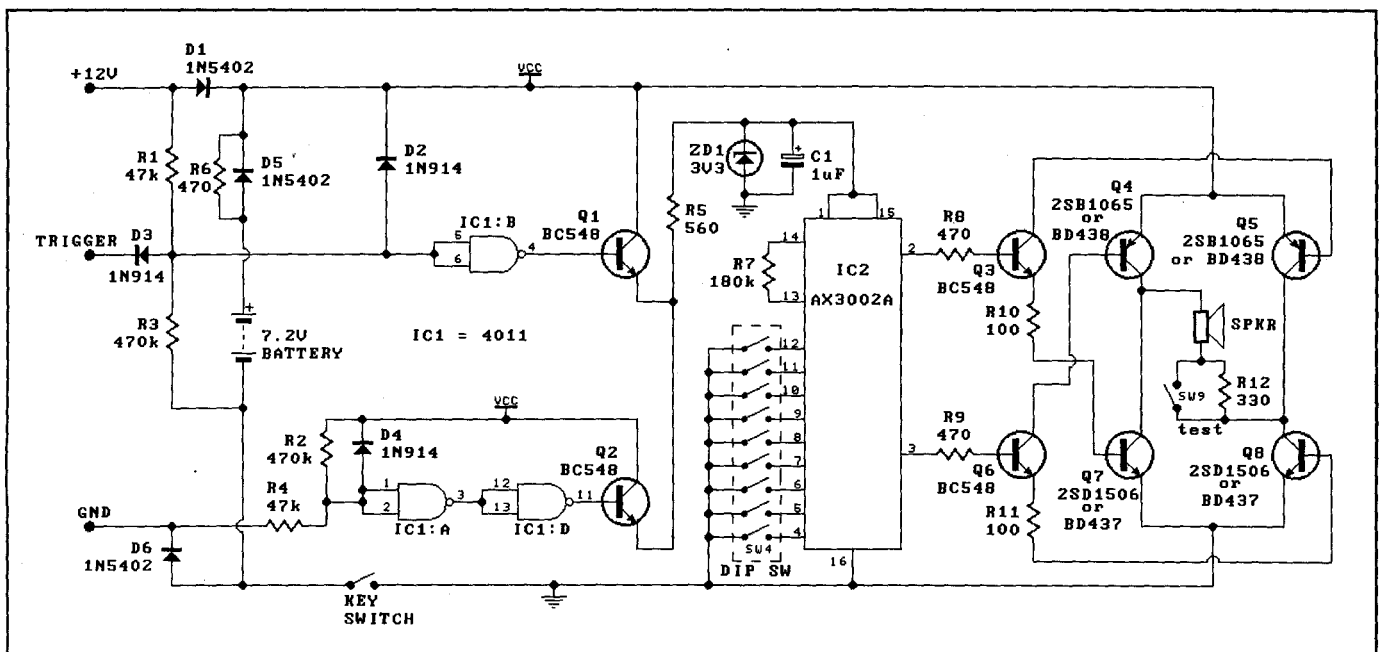 D1
1N5402
+12V
VCC
R1
47k
R6
470
D5
1N5402
D2
1N914
ZD1
3V3
+
C1
1uF
Q4
2SB1065
or
BD438
Q5
2SB1065
or BD438
TRIGGER
D3
1N914
IC1:B
5
6
4
Q1
BC548
R5
560
1
15
14
R7
180k
13
IC2
AX3002A
2
R8
470
Q3
BC548
R10
100
SPKR
R3
470k
+
7.2V
BATTERY
IC1 = 4011
12
11
10
9
8
7
6
5
4
SW4
DIP SW
3
16
SW9
R12
330
test
VCC
R2
470k
D4
1N914
R4
47k
1
2
3
IC1:A
12
13
11
IC1:D
Q2
BC548
R9
470
Q6
BC548
R11
100
Q7
2SD1506
or
BD437
Q8
2SD1506
or
BD437
GND
D6
1N5402
KEY
SWITCH